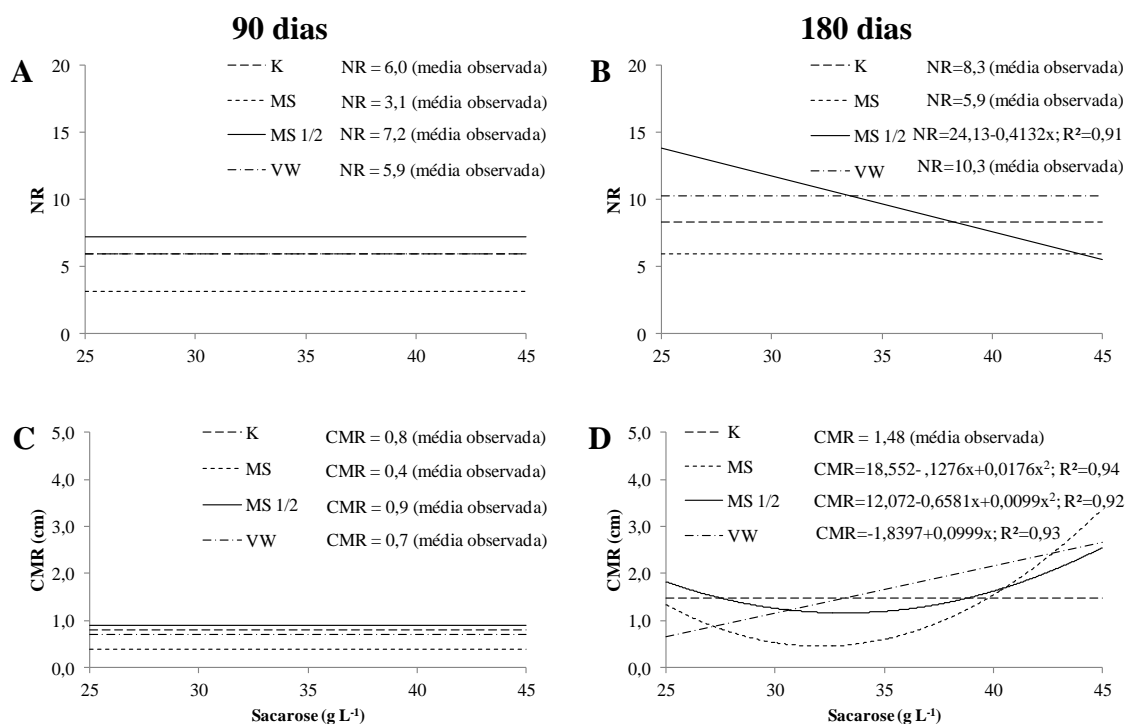 90 dias
180 dias
A
K NR = 6,0 (media observada)
MS NR = 3,1 (média observada)
MS 1/2 NR = 7,2 (média observada)
VW NR = 5,9 (média observada)
20
15
10
5
0
NR
25 30 35 40 45
B
K NR=8,3 (média observada)
MS NR=5,9 (média observada)
MS 1/2 NR=24,13-0,4132x; R²=0,91
VW NR=10,3 (média observada)
20
15
10
5
0
NR
25 30 35 40 45
C
K CMR = 0,8 (média observada)
MS CMR = 0,4 (média observada)
MS 1/2 CMR = 0,9 (média observada)
VW CMR = 0,7 (média observada)
5,0
4,0
3,0
2,0
1,0
0,0
CMR (cm)
25 30 35 40 45
Sacarose (g L⁻¹)
D
K CMR = 1,48 (média observada)
MS CMR=18,552-,1276x+0,0176x²; R²=0,94
MS 1/2 CMR=12,072-0,6581x+0,0099x²; R²=0,92
VW CMR=-1,8397+0,0999x; R²=0,93
5,0
4,0
3,0
2,0
1,0
0,0
CMR (cm)
25 30 35 40 45
Sacarose (g L⁻¹)